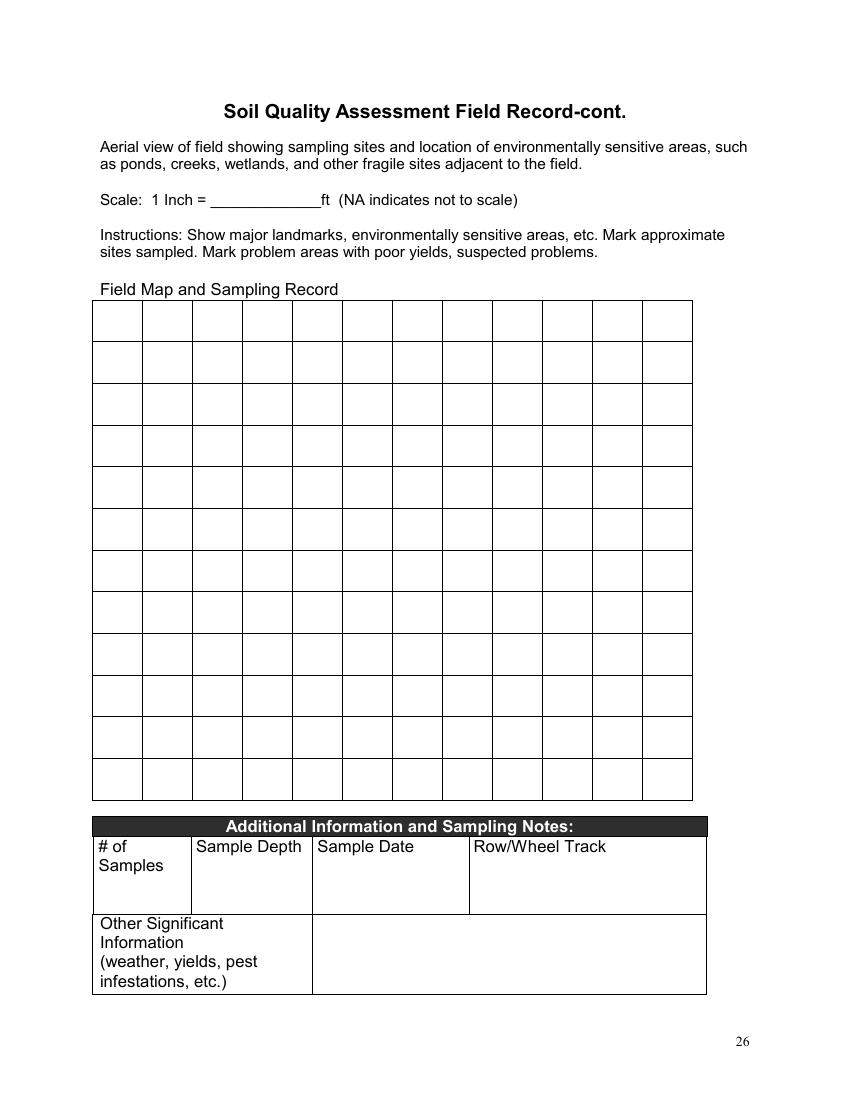 Soil Quality Assessment Field Record-cont.
Aerial view of field showing sampling sites and location of environmentally sensitive areas, such
as ponds, creeks, wetlands, and other fragile sites adjacent to the field.
Scale:  1 Inch = _____________ft  (NA indicates not to scale)
Instructions: Show major landmarks, environmentally sensitive areas, etc. Mark approximate
sites sampled. Mark problem areas with poor yields, suspected problems.
Field Map and Sampling Record
Additional Information and Sampling Notes:
# of
Samples
Sample Depth
Sample Date
Row/Wheel Track
Other Significant
Information
(weather, yields, pest
infestations, etc.)
26